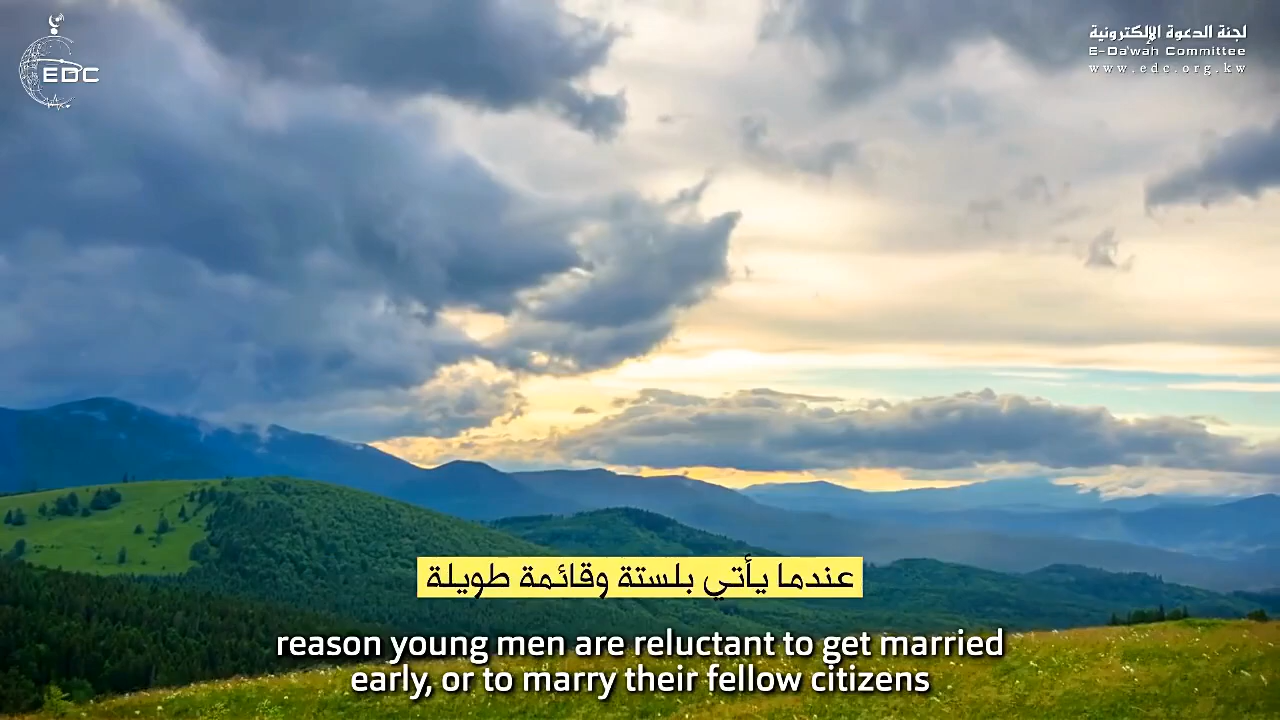 EDC
لجنة الدعوة الإلكترونية
E-Da'wah Committee
www.edc.org.kw
عندما يأتي بلستة وقائمة طويلة
reason young men are reluctant to get married
early, or to marry their fellow citizens